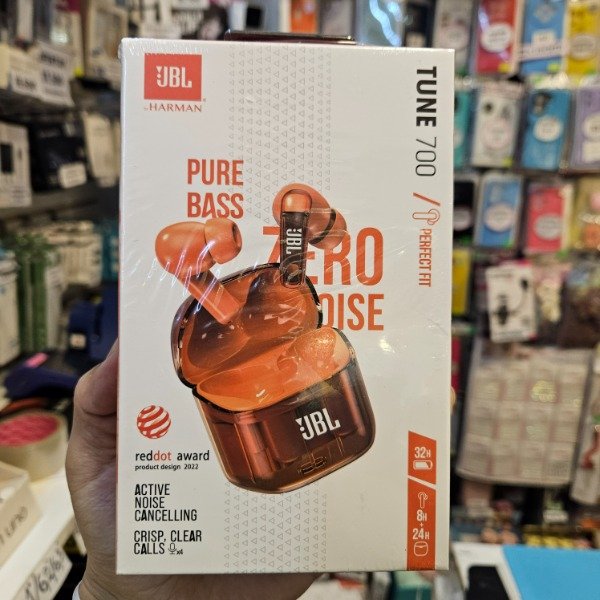 JBL
by HARMAN
TUNE 700
PERFECT FIT
PURE
BASS
ZERO
NOISE
JBL
JBL
reddot award
product design 2022
ACTIVE
NOISE
CANCELLING
CRISP, CLEAR
CALLS x4
32H
8H
+
24H